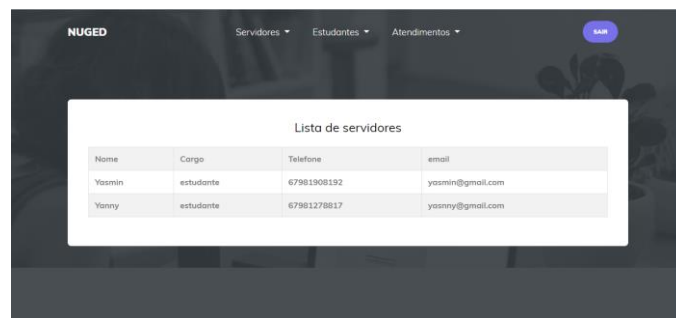 NUGED Servidores Estudantes Atendimentos SAIR
Lista de servidores
Nome Cargo Telefone email
Yasmin estudante 67981908192 yasmin@gmail.com
Yanny estudante 67981278817 yasnny@gmail.com